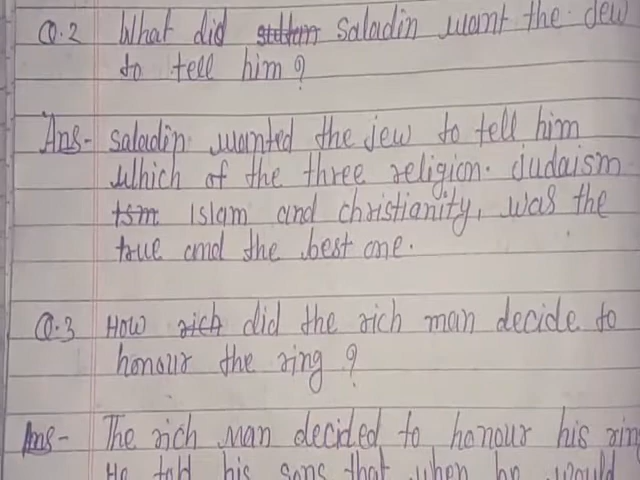 Q.2 What did saladin want the Jew
to tell him?
Ans- saladin wanted the jew to tell him
which of the three religion. judaism
Islam and christianity, was the
true and the best one.
Q.3 How rich did the rich man decide to
honour the ring ?
Ans- The rich man decided to honour his ring
He told his sons that when he would